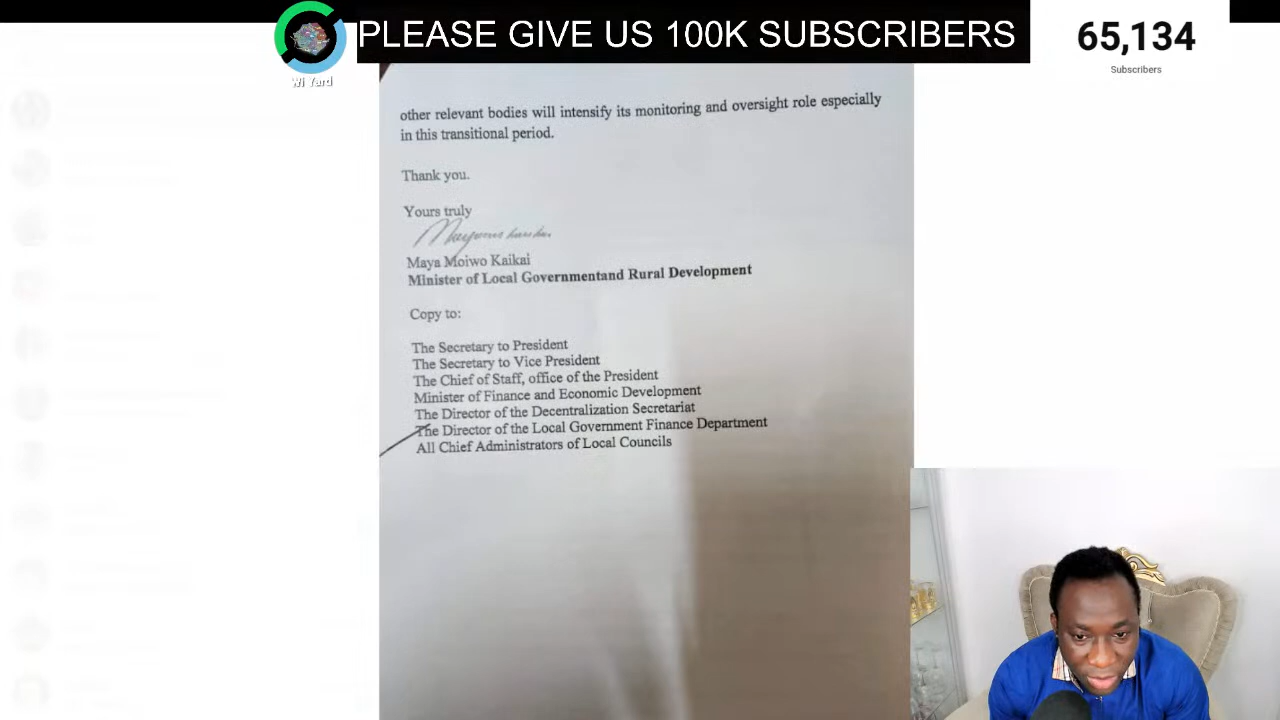 PLEASE GIVE US 100K SUBSCRIBERS
65,134
Subscribers
Wi Yard
other relevant bodies will intensify its monitoring and oversight role especially
in this transitional period.
Thank you.
Yours truly
Maya Moiwo Kaikai
Minister of Local Governmentand Rural Development
Copy to:
The Secretary to President
The Secretary to Vice President
The Chief of Staff, office of the President
Minister of Finance and Economic Development
The Director of the Decentralization Secretariat
The Director of the Local Government Finance Department
All Chief Administrators of Local Councils